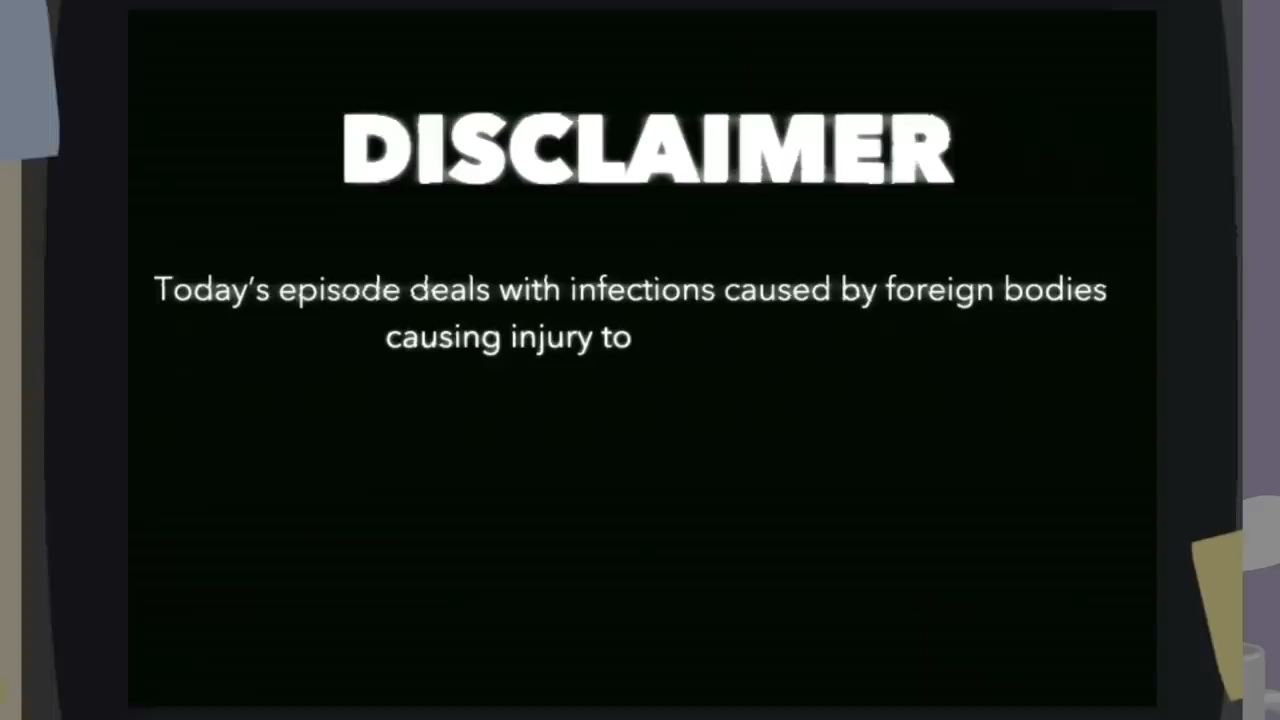 DISCLAIMER
Today's episode deals with infections caused by foreign bodies
causing injury to